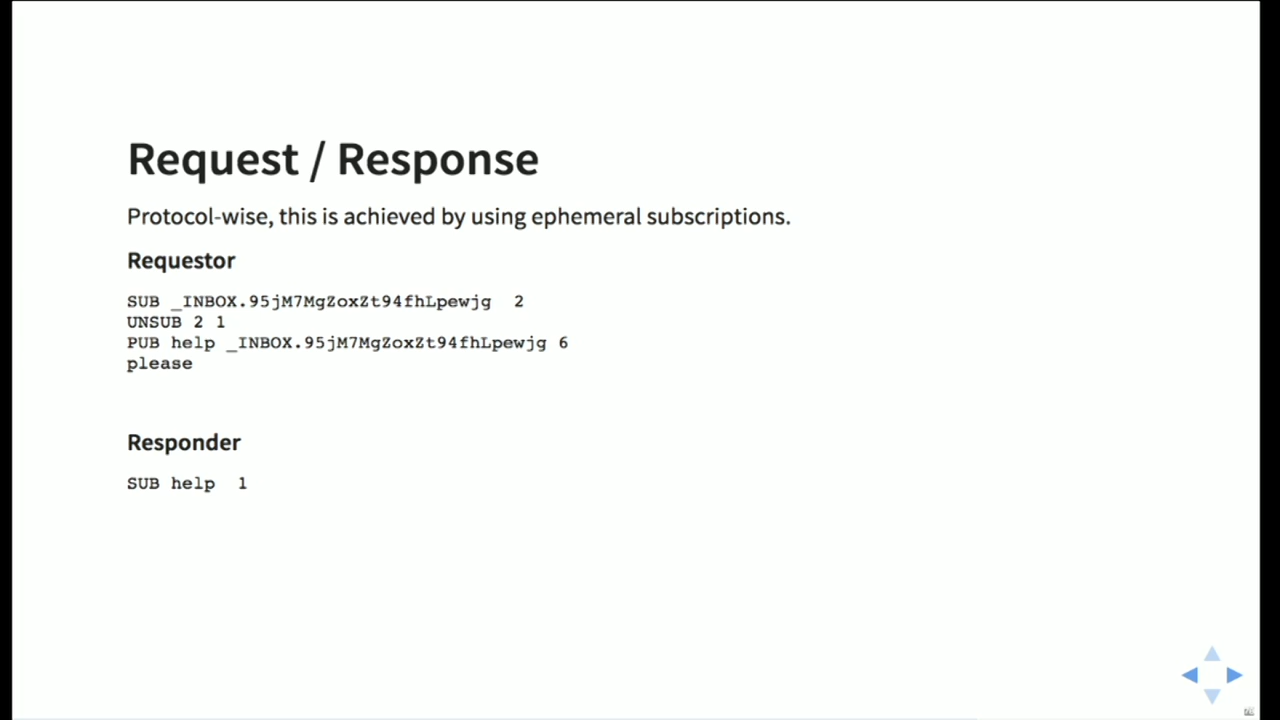 Request / Response
Protocol-wise, this is achieved by using ephemeral subscriptions.
Requestor
SUB _INBOX.95jM7MgZoxZt94fhLpewjg  2
UNSUB 2 1
PUB help _INBOX.95jM7MgZoxZt94fhLpewjg 6
please
Responder
SUB help  1